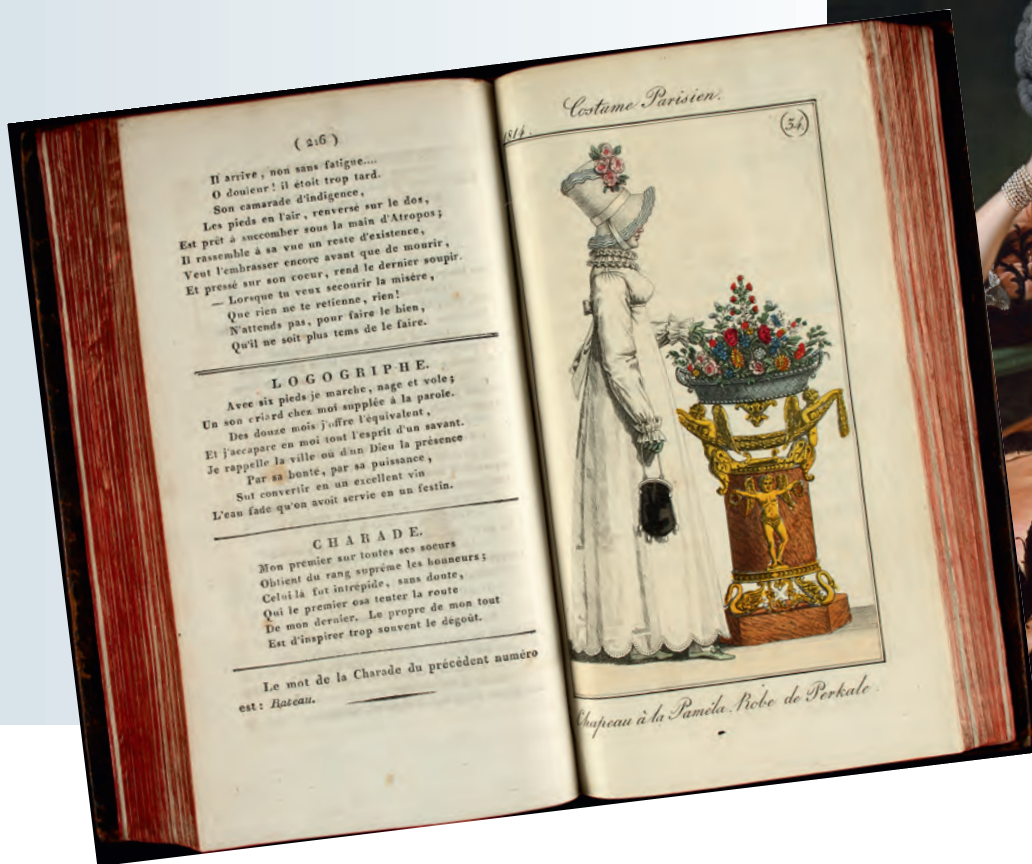 ( 216 )
Il arrive, non sans fatigue....
O douleur ! il étoit trop tard.
Son camarade d'indigence,
Les pieds en l'air, renversé sur le dos,
Est prêt à succomber sous la main d'Atropos;
Il rassemble à sa vue un reste d'existence,
Veut l'embrasser encore avant que de mourir,
Et pressé sur son coeur, rend le dernier soupir.
— Lorsque tu veux secourir la misère,
Que rien ne te retienne, rien !
N'attends pas, pour faire le bien,
Qu'il ne soit plus tems de le faire.
LOGOGRIPHE.
Avec six pieds je marche, nage et vole;
Un son criard chez moi supplée à la parole.
Des douze mois j'offre l'équivalent,
Et j'accapare en moi tout l'esprit d'un savant.
Je rappelle la ville où d'un Dieu la présence
Par sa bonté, par sa puissance,
Sut convertir en un excellent vin
L'eau fade qu'on avoit servie en un festin.
CHARADE.
Mon premier sur toutes ses soeurs
Obtient du rang suprême les honneurs;
Celui là fut intrépide, sans doute,
Qui le premier osa tenter la route
De mon dernier. Le propre de mon tout
Est d'inspirer trop souvent le dégoût.
Le mot de la Charade du précédent numéro
est : Rateau.
Costume Parisien.
1814.
(34)
Chapeau à la Paméla. Robe de Perkale.